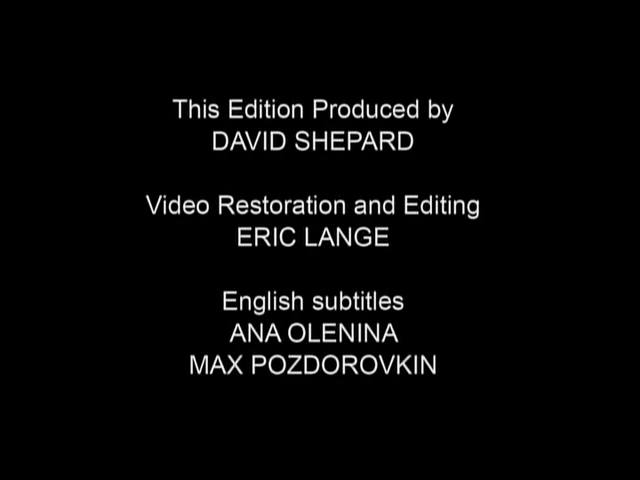 This Edition Produced by
DAVID SHEPARD
Video Restoration and Editing
ERIC LANGE
English subtitles
ANA OLENINA
MAX POZDOROVKIN